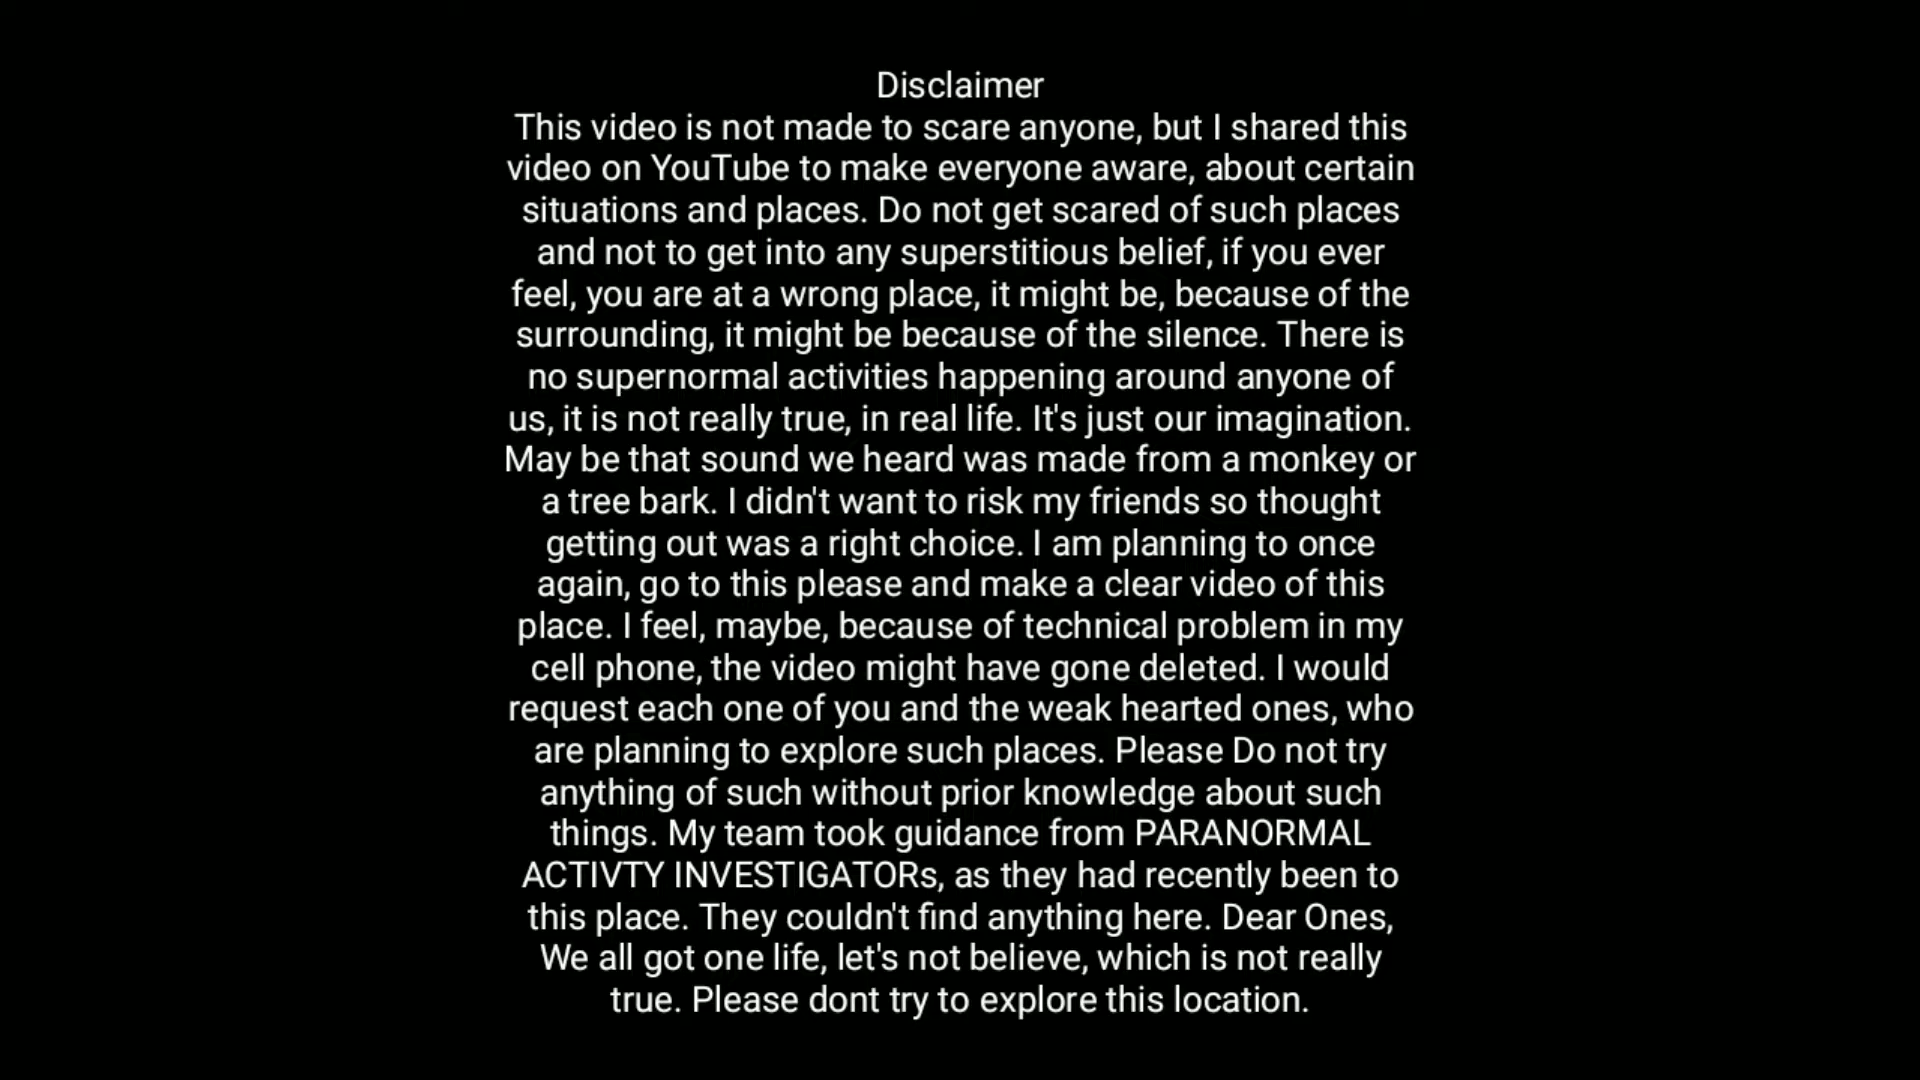 Disclaimer
This video is not made to scare anyone, but I shared this
video on YouTube to make everyone aware, about certain
situations and places. Do not get scared of such places
and not to get into any superstitious belief, if you ever
feel, you are at a wrong place, it might be, because of the
surrounding, it might be because of the silence. There is
no supernormal activities happening around anyone of
us, it is not really true, in real life. It's just our imagination.
May be that sound we heard was made from a monkey or
a tree bark. I didn't want to risk my friends so thought
getting out was a right choice. I am planning to once
again, go to this please and make a clear video of this
place. I feel, maybe, because of technical problem in my
cell phone, the video might have gone deleted. I would
request each one of you and the weak hearted ones, who
are planning to explore such places. Please Do not try
anything of such without prior knowledge about such
things. My team took guidance from PARANORMAL
ACTIVTY INVESTIGATORs, as they had recently been to
this place. They couldn't find anything here. Dear Ones,
We all got one life, let's not believe, which is not really
true. Please dont try to explore this location.